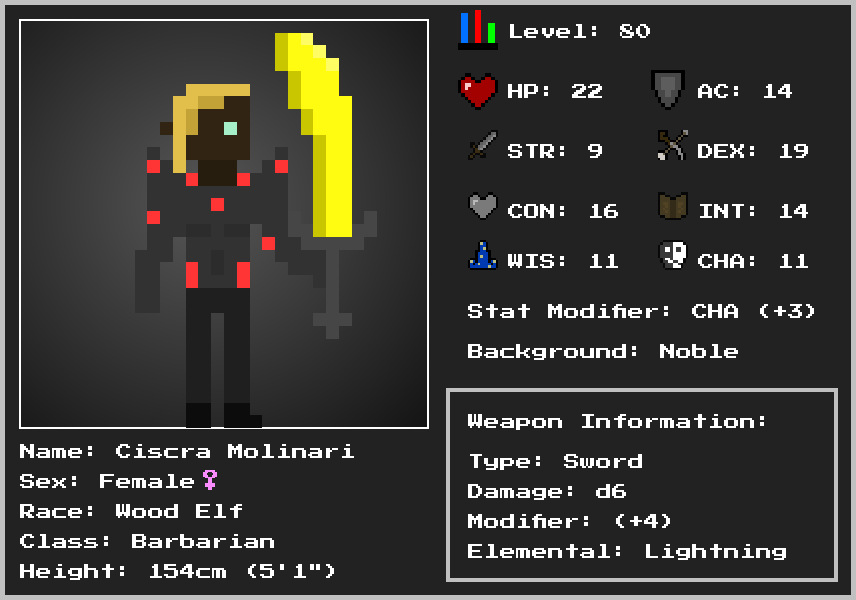 Level: 80
HP: 22
AC: 14
STR: 9
DEX: 19
CON: 16
INT: 14
WIS: 11
CHA: 11
Stat Modifier: CHA (+3)
Background: Noble
Weapon Information:
Type: Sword
Damage: d6
Modifier: (+4)
Elemental: Lightning
Name: Ciscra Molinari
Sex: Female♀
Race: Wood Elf
Class: Barbarian
Height: 154cm (5'1")